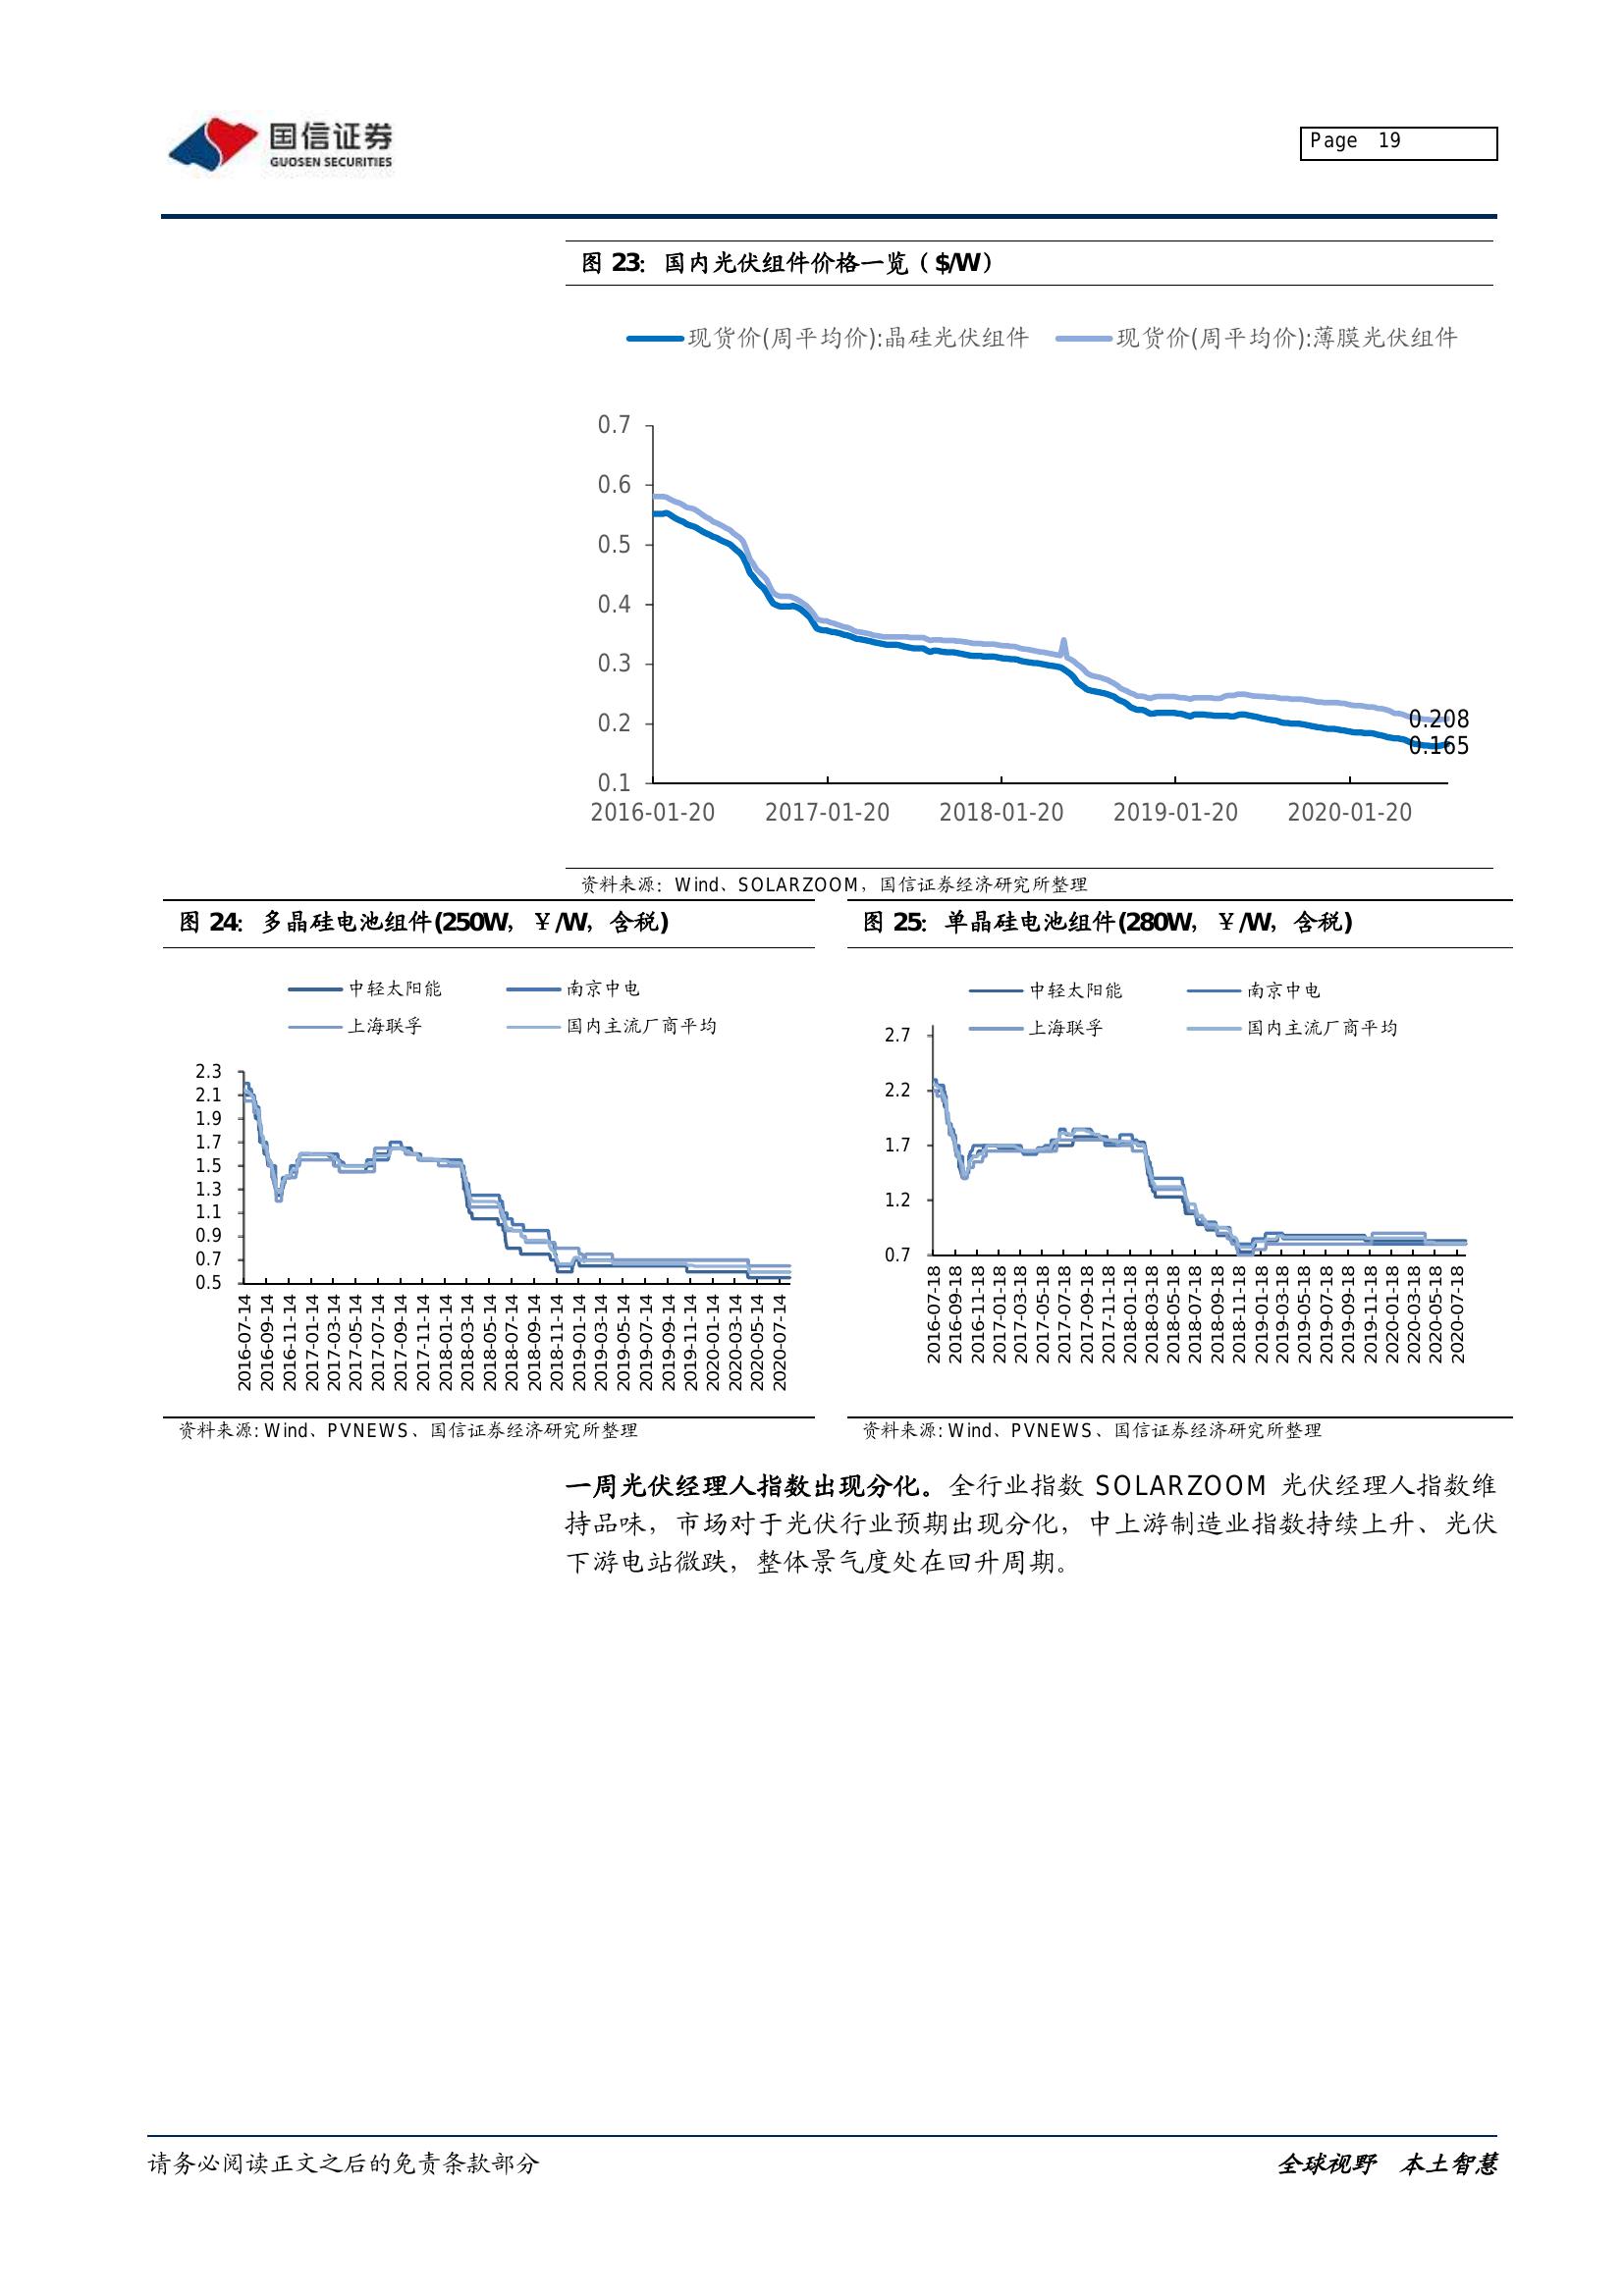 国信证券
GUOSEN SECURITIES
Page 19
图 23：国内光伏组件价格一览（$/W）
现货价(周平均价):晶硅光伏组件 现货价(周平均价):薄膜光伏组件
0.7
0.6
0.5
0.4
0.3
0.2
0.1
0.208
0.165
2016-01-20 2017-01-20 2018-01-20 2019-01-20 2020-01-20
资料来源：Wind、SOLARZOOM，国信证券经济研究所整理
图 24：多晶硅电池组件(250W，￥/W，含税)
中轻太阳能 南京中电
上海联孚 国内主流厂商平均
2.3
2.1
1.9
1.7
1.5
1.3
1.1
0.9
0.7
0.5
2016-07-14 2016-09-14 2016-11-14 2017-01-14 2017-03-14 2017-05-14 2017-07-14 2017-09-14 2017-11-14 2018-01-14 2018-03-14 2018-05-14 2018-07-14 2018-09-14 2018-11-14 2019-01-14 2019-03-14 2019-05-14 2019-07-14 2019-09-14 2019-11-14 2020-01-14 2020-03-14 2020-05-14 2020-07-14
资料来源: Wind、PVNEWS、国信证券经济研究所整理
图 25：单晶硅电池组件(280W，￥/W，含税)
中轻太阳能 南京中电
上海联孚 国内主流厂商平均
2.7
2.2
1.7
1.2
0.7
2016-07-18 2016-09-18 2016-11-18 2017-01-18 2017-03-18 2017-05-18 2017-07-18 2017-09-18 2017-11-18 2018-01-18 2018-03-18 2018-05-18 2018-07-18 2018-09-18 2018-11-18 2019-01-18 2019-03-18 2019-05-18 2019-07-18 2019-09-18 2019-11-18 2020-01-18 2020-03-18 2020-05-18 2020-07-18
资料来源: Wind、PVNEWS、国信证券经济研究所整理
一周光伏经理人指数出现分化。全行业指数 SOLARZOOM 光伏经理人指数维
持品味，市场对于光伏行业预期出现分化，中上游制造业指数持续上升、光伏
下游电站微跌，整体景气度处在回升周期。
请务必阅读正文之后的免责条款部分
全球视野 本土智慧